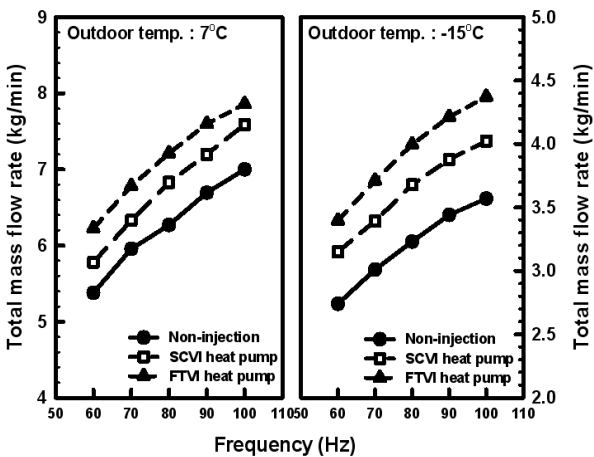 Outdoor temp. : 7°C
Outdoor temp. : -15°C
Total mass flow rate (kg/min)
9
8
7
6
5
4
5.0
4.5
4.0
3.5
3.0
2.5
2.0
Total mass flow rate (kg/min)
Non-injection
SCVI heat pump
FTVI heat pump
Non-injection
SCVI heat pump
FTVI heat pump
50 60 70 80 90 100 110
50 60 70 80 90 100 110
Frequency (Hz)